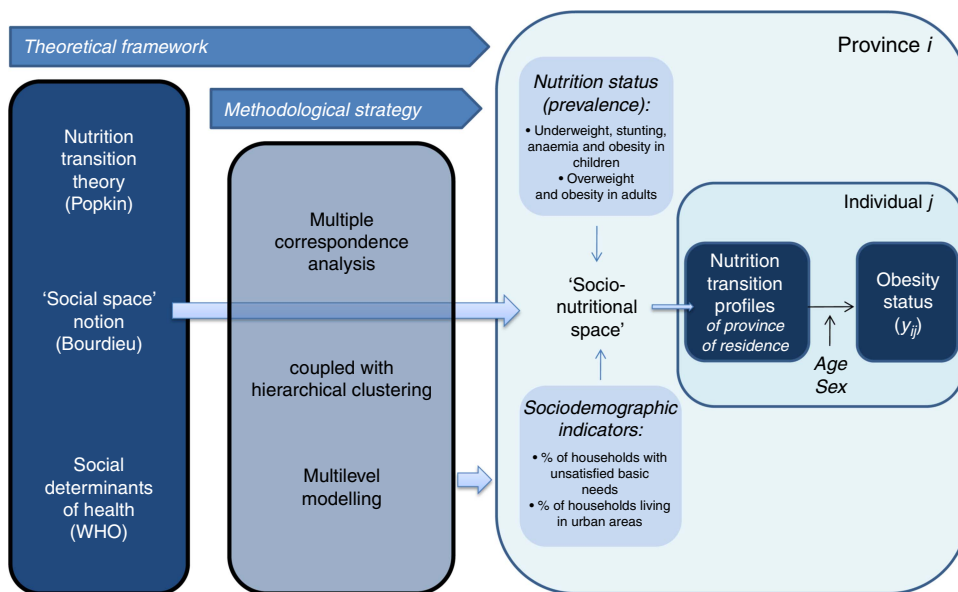 Theoretical framework
Nutrition
transition
theory
(Popkin)
'Social space'
notion
(Bourdieu)
Social
determinants
of health
(WHO)
Methodological strategy
Multiple
correspondence
analysis
coupled with
hierarchical clustering
Multilevel
modelling
Province i
Nutrition status
(prevalence):
• Underweight, stunting,
anaemia and obesity in
children
• Overweight
and obesity in adults
'Socio-
nutritional
space'
Sociodemographic
indicators:
• % of households with
unsatisfied basic
needs
• % of households living
in urban areas
Individual j
Nutrition
transition
profiles
of province
of residence
Age
Sex
Obesity
status
(yij)